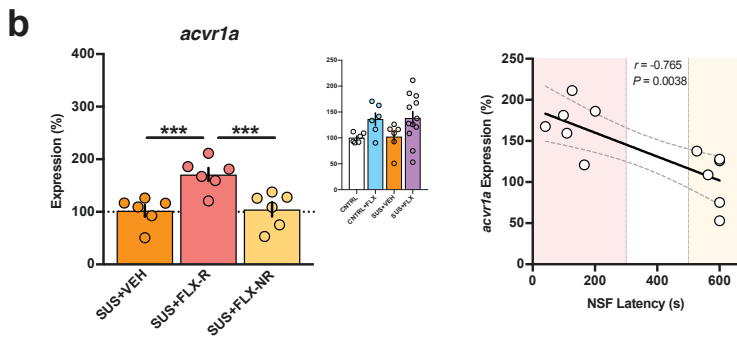 b
acvr1a
Expression (%)
400
300
200
100
0
***
***
SUS+VEH
SUS+FLX-R
SUS+FLX-NR
250
200
150
100
50
0
CNTRL
CNTRL+FLX
SUS+VEH
SUS+FLX
acvr1a Expression (%)
250
200
150
100
50
0
r = -0.765
P = 0.0038
0
200
400
600
NSF Latency (s)